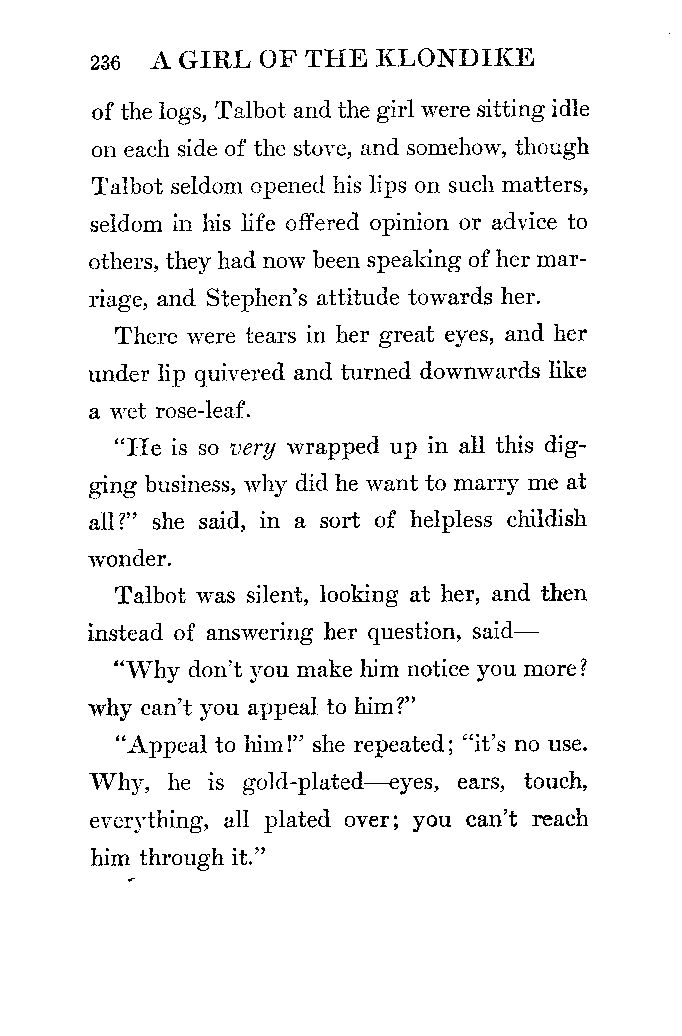 236 A GIRL OF THE KLONDIKE
of the logs, Talbot and the girl were sitting idle
on each side of the stove, and somehow, though
Talbot seldom opened his lips on such matters,
seldom in his life offered opinion or advice to
others, they had now been speaking of her mar-
riage, and Stephen's attitude towards her.
There were tears in her great eyes, and her
under lip quivered and turned downwards like
a wet rose-leaf.
"He is so very wrapped up in all this dig-
ging business, why did he want to marry me at
all?" she said, in a sort of helpless childish
wonder.
Talbot was silent, looking at her, and then
instead of answering her question, said—
"Why don't you make him notice you more?
why can't you appeal to him?"
"Appeal to him!" she repeated; "it's no use.
Why, he is gold-plated—eyes, ears, touch,
everything, all plated over; you can't reach
him through it."